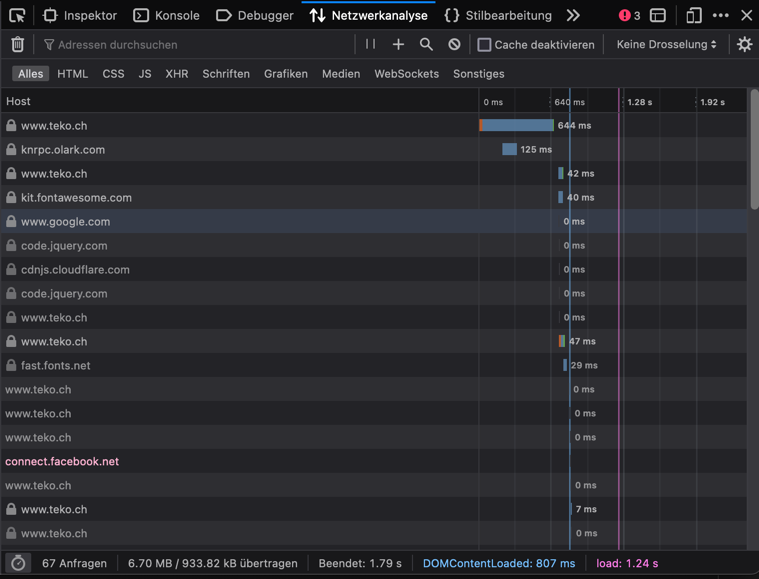 Inspektor Konsole Debugger Netzwerkanalyse {} Stilbearbeitung 3
Adressen durchsuchen Cache deaktivieren Keine Drosselung
Alles HTML CSS JS XHR Schriften Grafiken Medien WebSockets Sonstiges
Host 0 ms 640 ms 1.28 s 1.92 s
www.teko.ch 644 ms
knrpc.olark.com 125 ms
www.teko.ch 42 ms
kit.fontawesome.com 40 ms
www.google.com 0 ms
code.jquery.com 0 ms
cdnjs.cloudflare.com 0 ms
code.jquery.com 0 ms
www.teko.ch 0 ms
www.teko.ch 47 ms
fast.fonts.net 29 ms
www.teko.ch 0 ms
www.teko.ch 0 ms
www.teko.ch 0 ms
connect.facebook.net
www.teko.ch 0 ms
www.teko.ch 7 ms
www.teko.ch 0 ms
67 Anfragen 6.70 MB / 933.82 kB übertragen Beendet: 1.79 s DOMContentLoaded: 807 ms load: 1.24 s